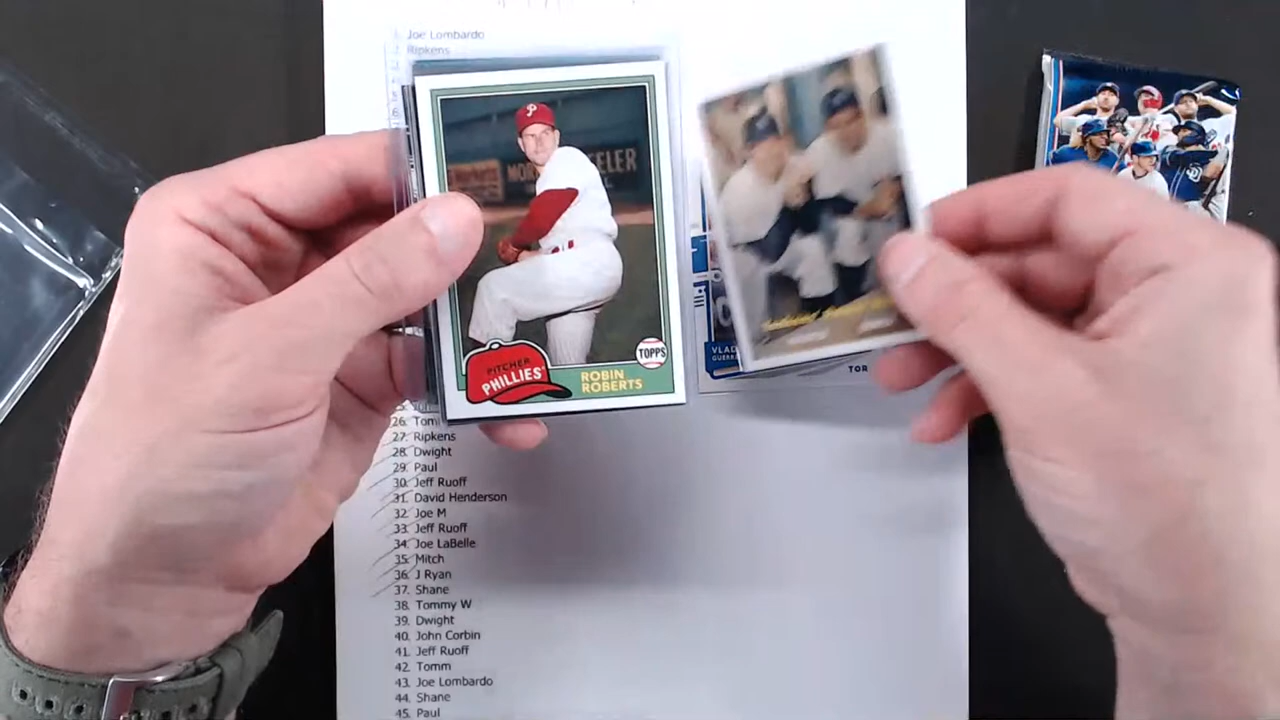 1. Joe Lombardo
Ripkens
MO
ELER
PITCHER
PHILLIES
ROBIN
ROBERTS
TOPPS
VLAD
GUERRE
TOR
26. Tom
27. Ripkens
28. Dwight
29. Paul
30. Jeff Ruoff
31. David Henderson
32. Joe M
33. Jeff Ruoff
34. Joe LaBelle
35. Mitch
36. J Ryan
37. Shane
38. Tommy W
39. Dwight
40. John Corbin
41. Jeff Ruoff
42. Tomm
43. Joe Lombardo
44. Shane
45. Paul